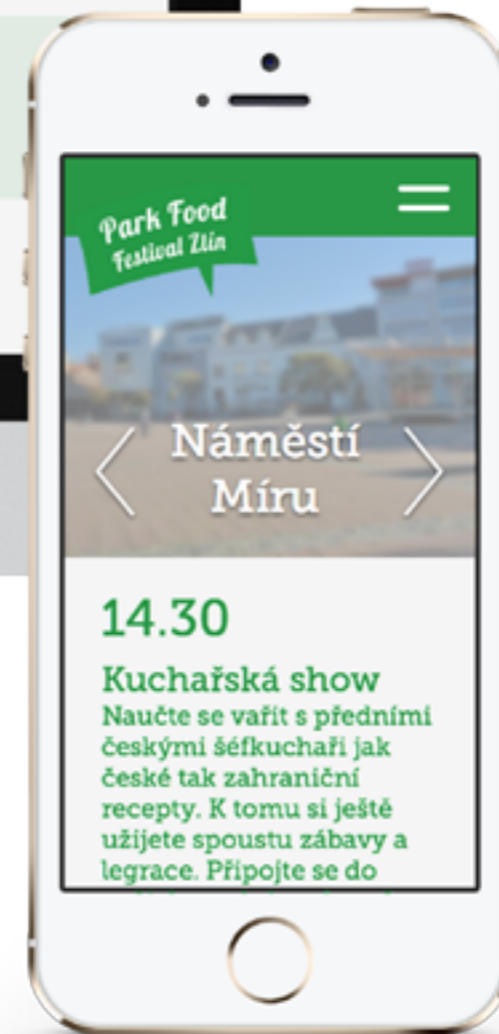 Park Food
Festival Zlín
Náměstí
Míru
14.30
Kuchařská show
Naučte se vařit s předními
českými šéfkuchaři jak
české tak zahraniční
recepty. K tomu si ještě
užijete spoustu zábavy a
legrace. Připojte se do